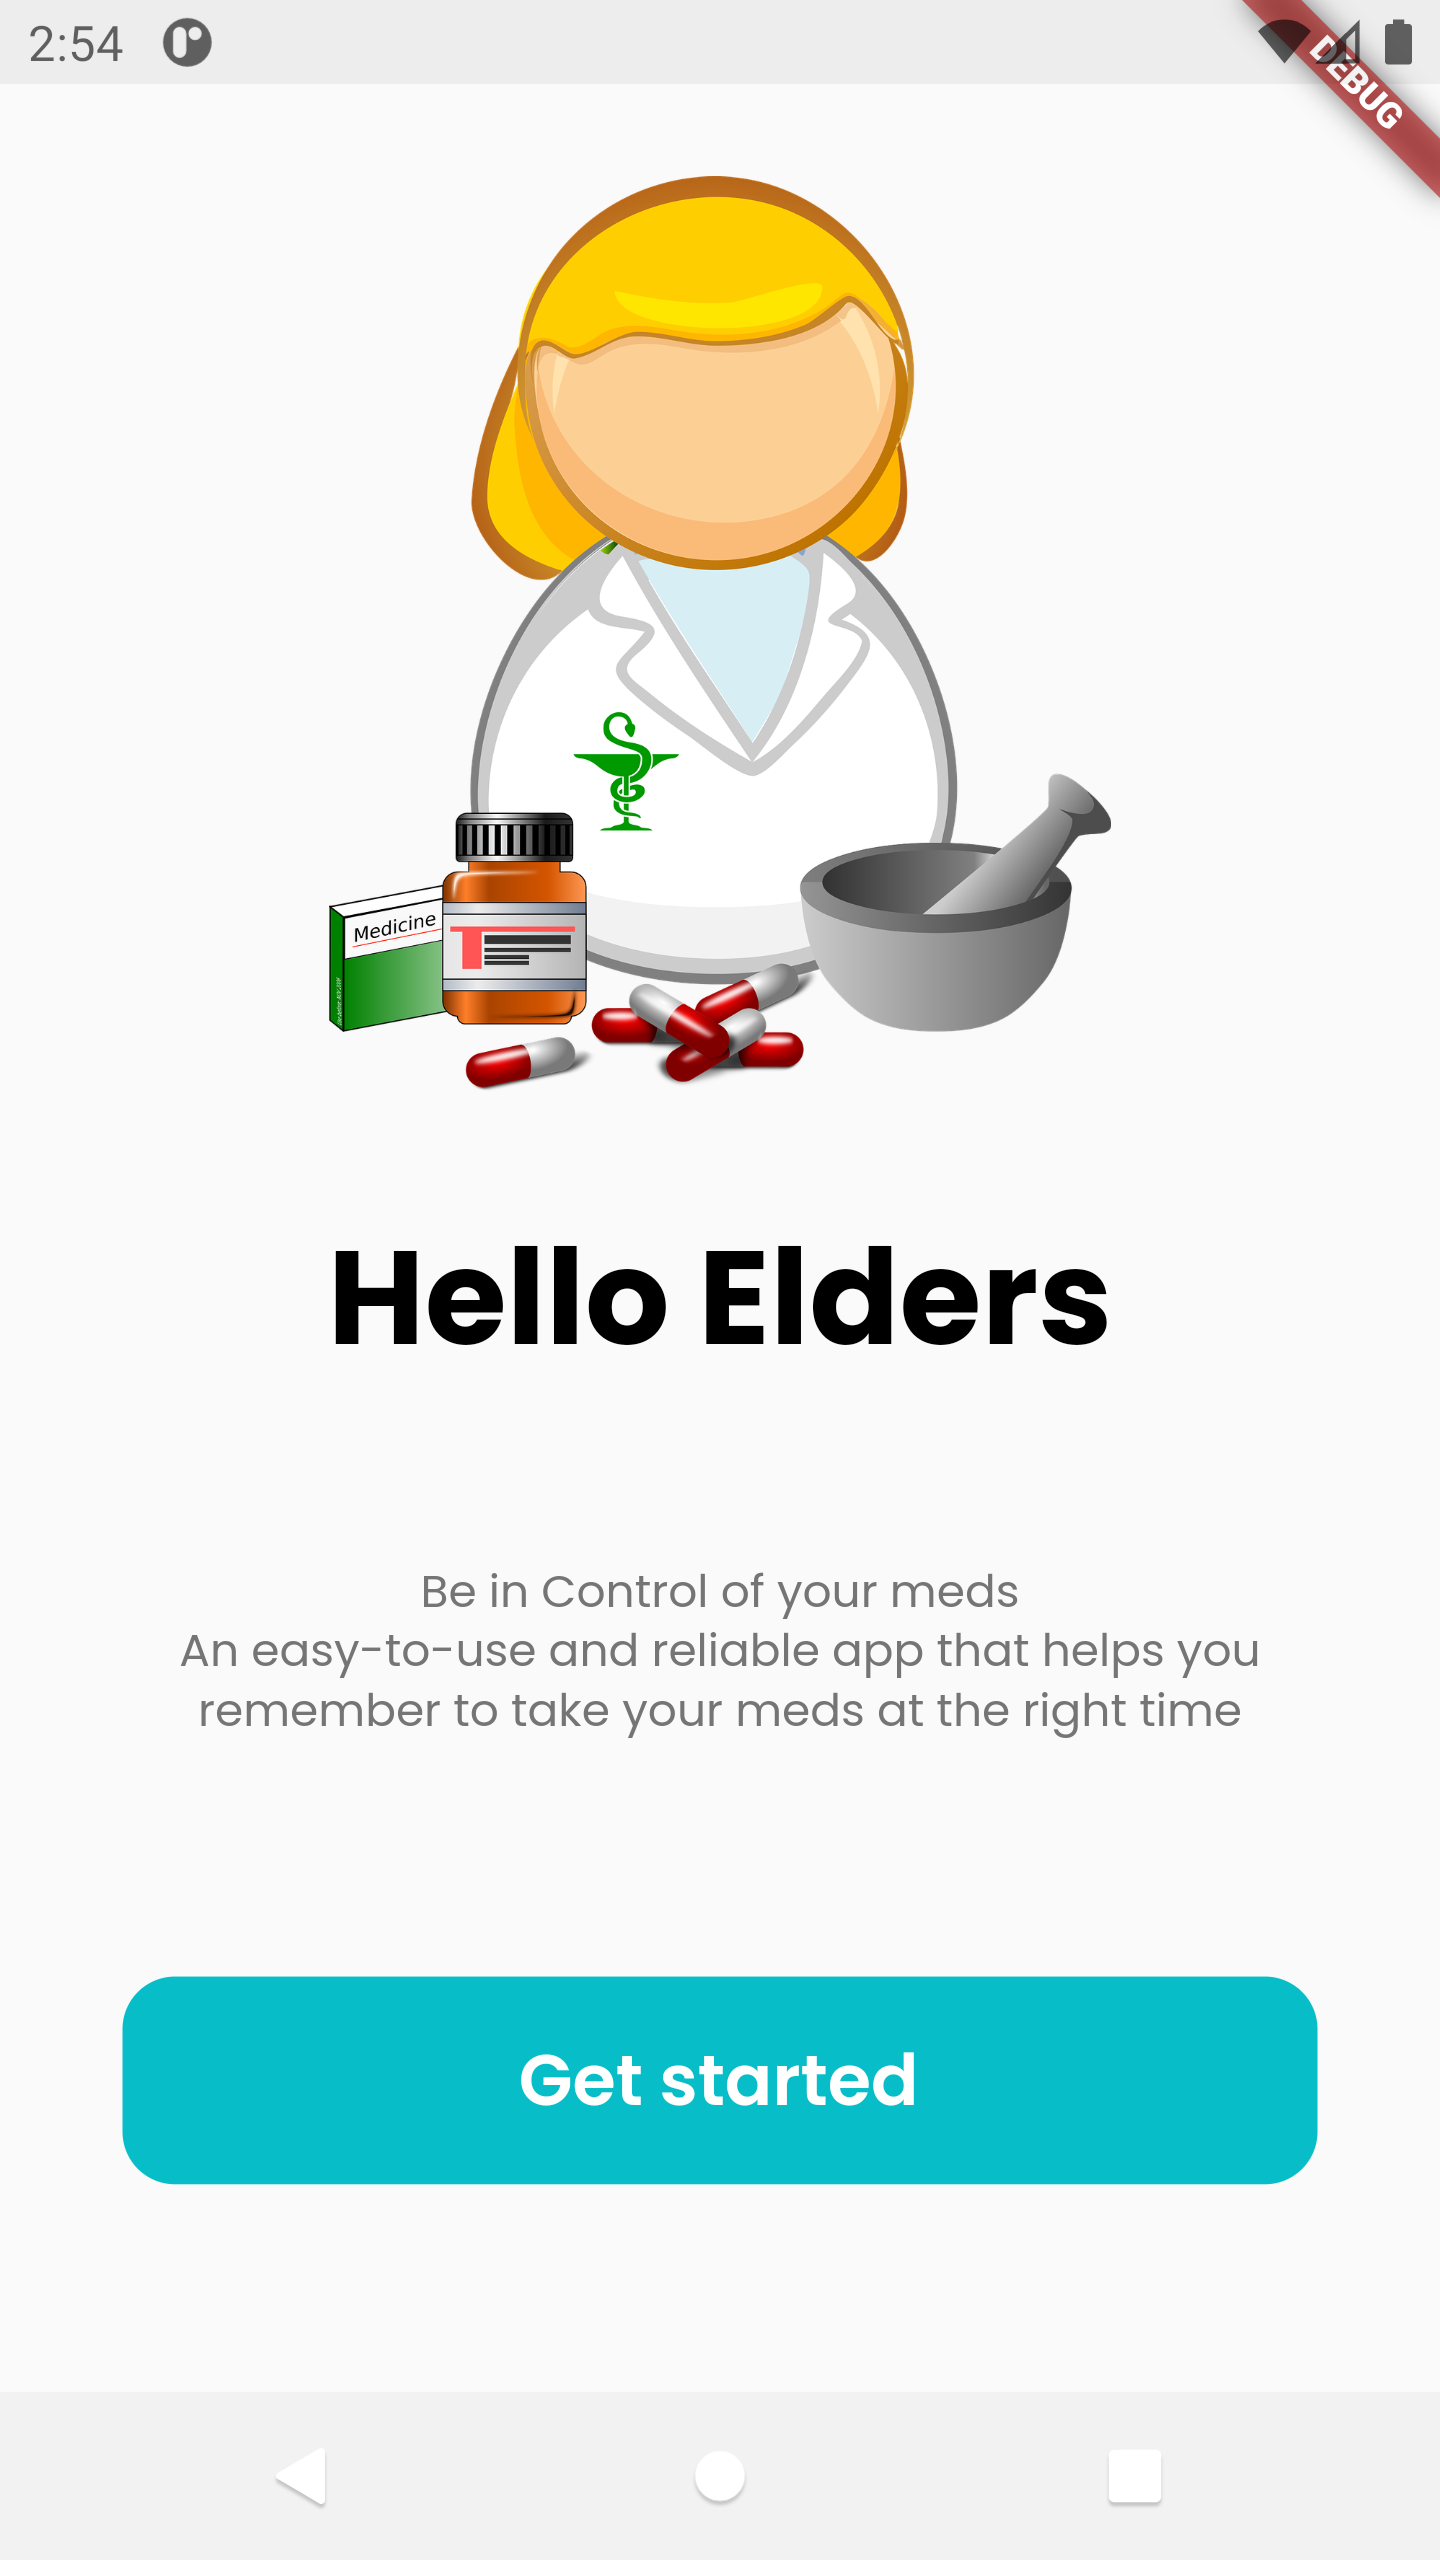 2:54
DEBUG
Medicine
Hello Elders
Be in Control of your meds
An easy-to-use and reliable app that helps you
remember to take your meds at the right time
Get started